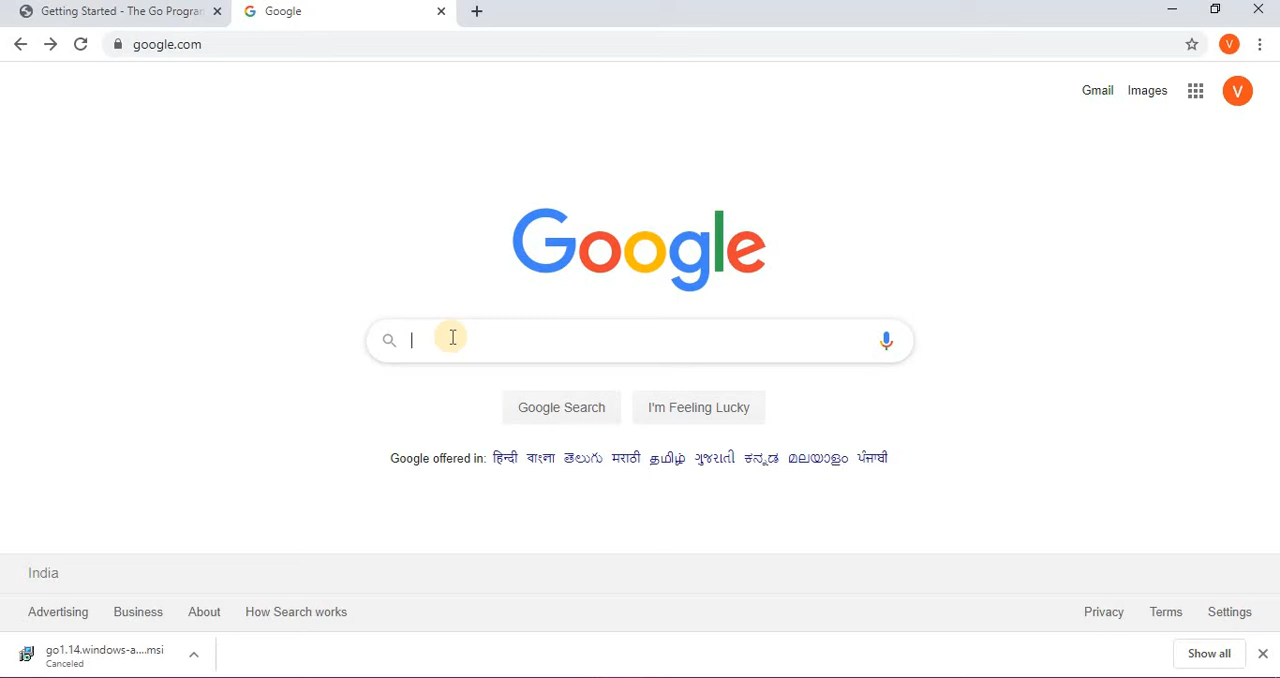 Getting Started - The Go Progra
Google
google.com
V
Gmail Images V
Google
Google Search I'm Feeling Lucky
Google offered in: हिन्दी বাংলা తెలుగు मराठी தமிழ் ગુજરાતી ಕನ್ನಡ മലയാളം ਪੰਜਾਬੀ
India
Advertising Business About How Search works Privacy Terms Settings
go1.14.windows-a....msi
Canceled
Show all